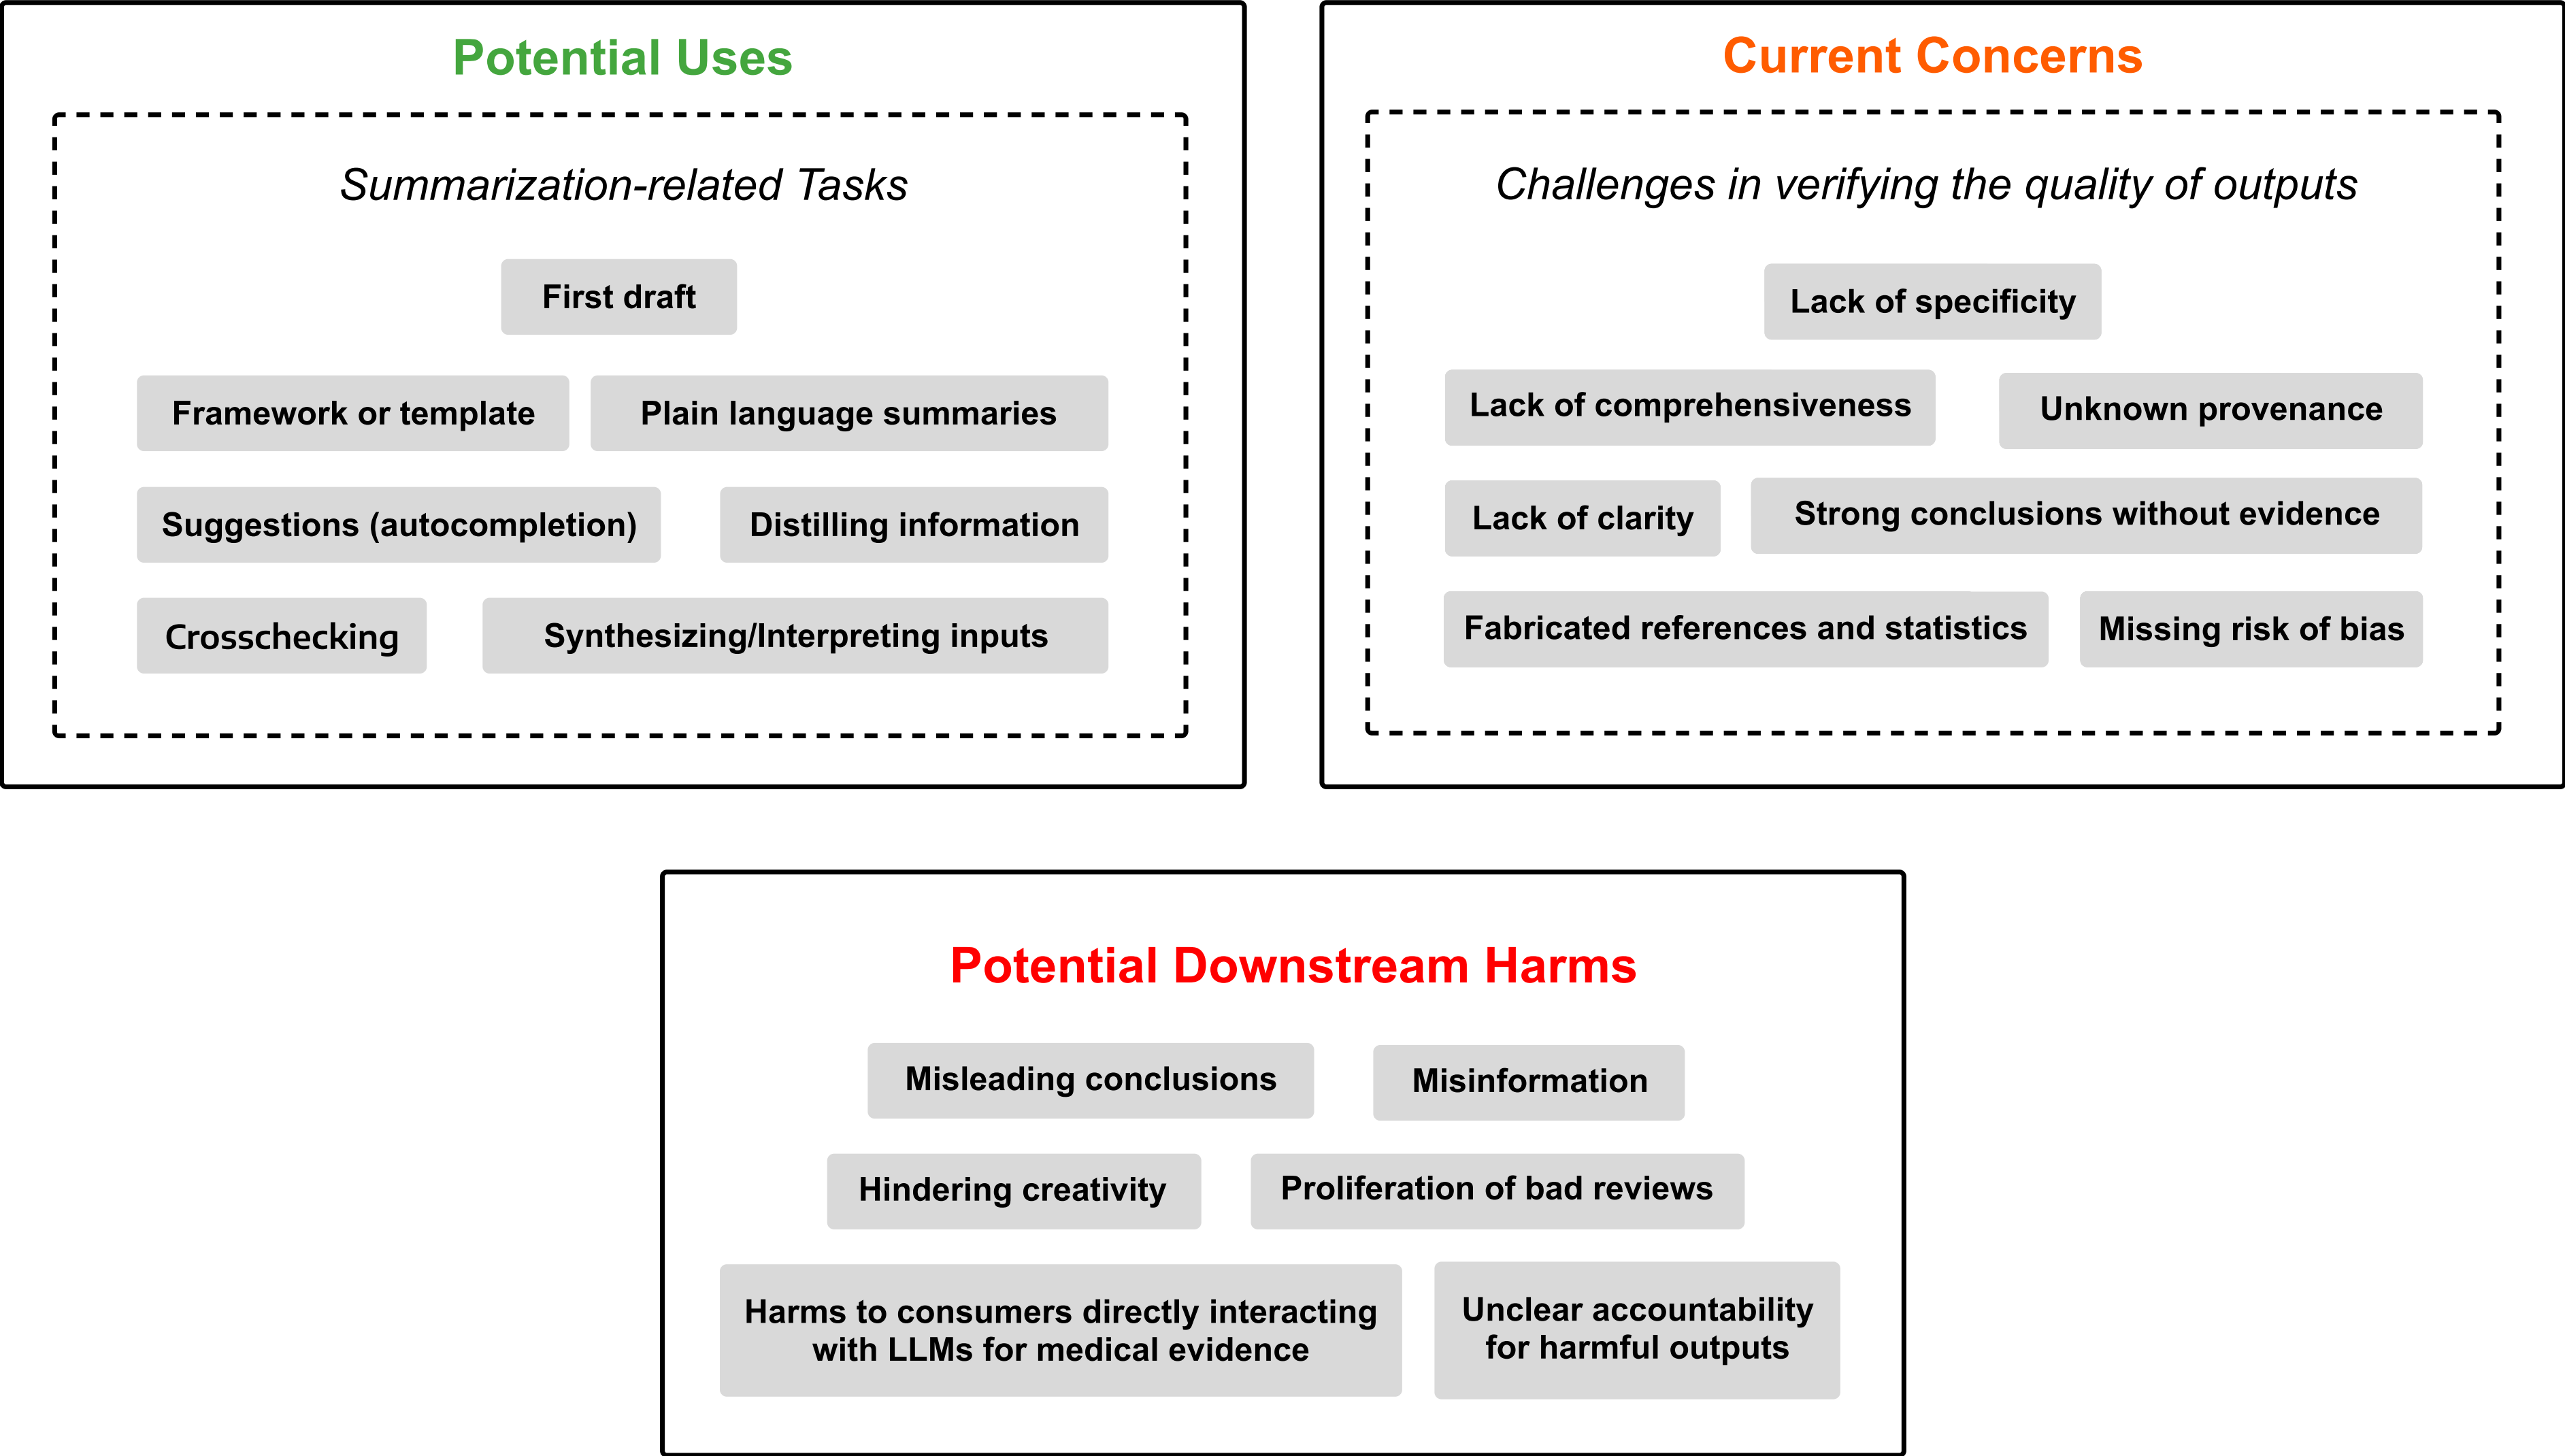 Potential Uses
Summarization-related Tasks
First draft
Framework or template
Plain language summaries
Suggestions (autocompletion)
Distilling information
Crosschecking
Synthesizing/Interpreting inputs
Current Concerns
Challenges in verifying the quality of outputs
Lack of specificity
Lack of comprehensiveness
Unknown provenance
Lack of clarity
Strong conclusions without evidence
Fabricated references and statistics
Missing risk of bias
Potential Downstream Harms
Misleading conclusions
Misinformation
Hindering creativity
Proliferation of bad reviews
Harms to consumers directly interacting
with LLMs for medical evidence
Unclear accountability
for harmful outputs